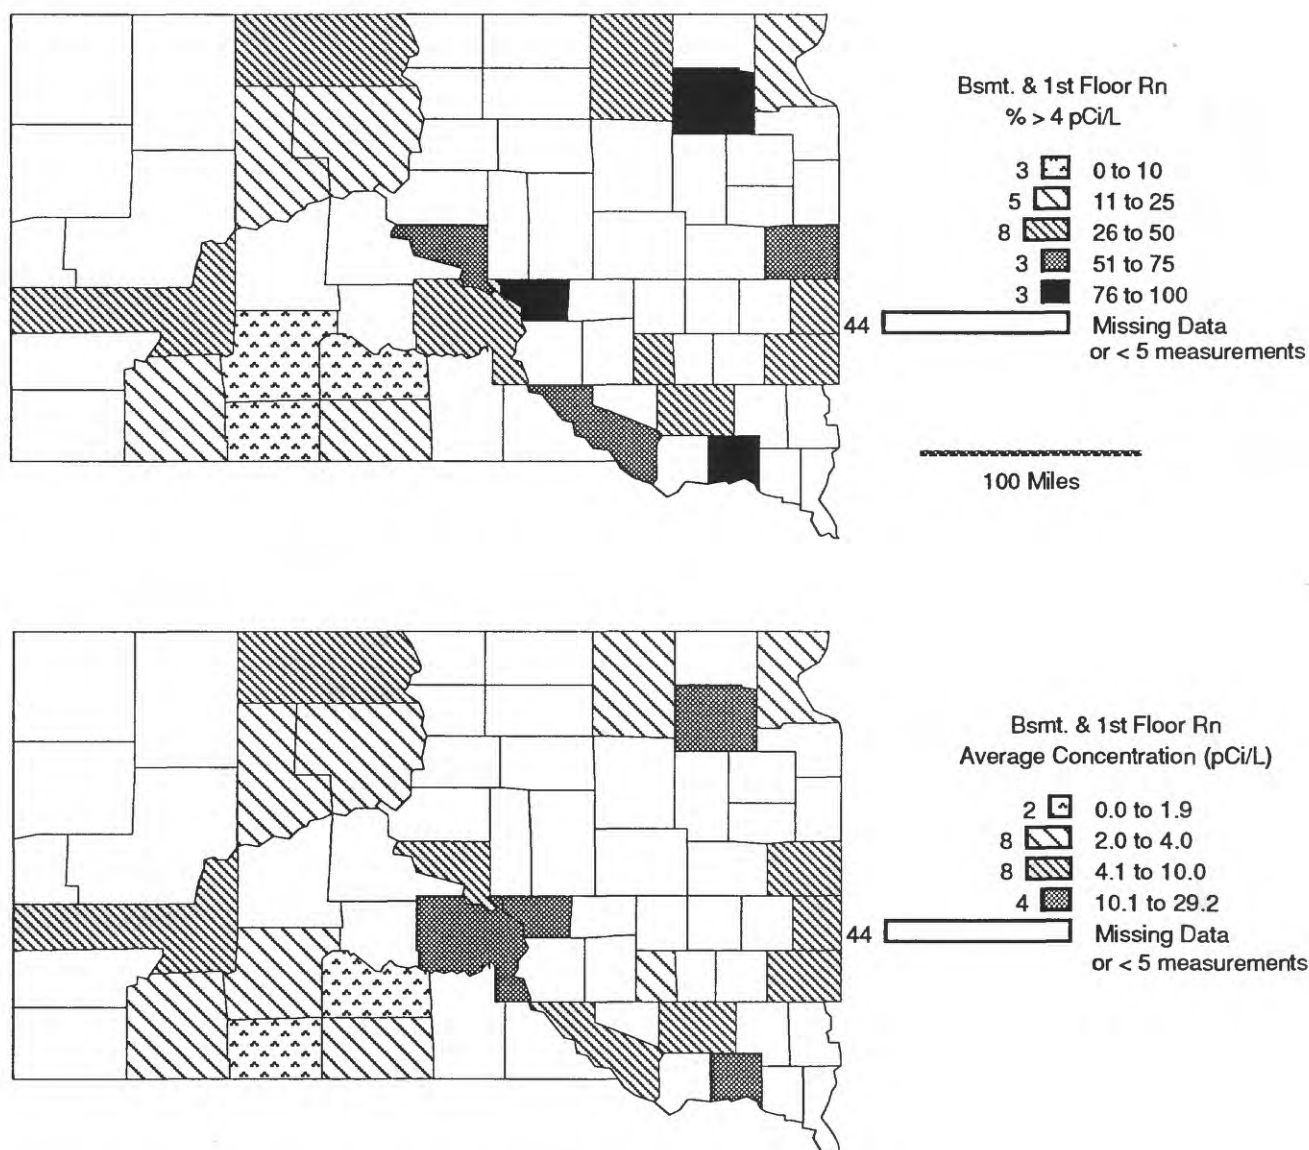 Bsmt. & 1st Floor Rn
% > 4 pCi/L
3 0 to 10
5 11 to 25
8 26 to 50
3 51 to 75
3 76 to 100
44 Missing Data
or < 5 measurements
100 Miles
Bsmt. & 1st Floor Rn
Average Concentration (pCi/L)
2 0.0 to 1.9
8 2.0 to 4.0
8 4.1 to 10.0
4 10.1 to 29.2
44 Missing Data
or < 5 measurements